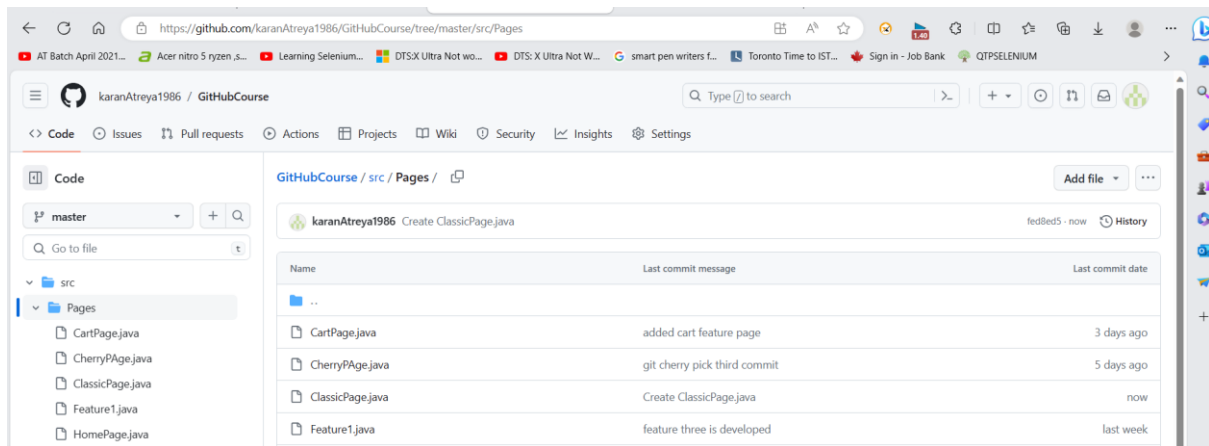 https://github.com/karanAtreya1986/GitHubCourse/tree/master/src/Pages
1.40
AT Batch April 2021... Acer nitro 5 ryzen ,s... Learning Selenium... DTS:X Ultra Not wo... DTS: X Ultra Not W... smart pen writers f... Toronto Time to IST... Sign in - Job Bank QTPSELENIUM
karanAtreya1986 / GitHubCourse
Type / to search
<> Code Issues Pull requests Actions Projects Wiki Security Insights Settings
Code
GitHubCourse / src / Pages /
Add file
master
karanAtreya1986 Create ClassicPage.java
fed8ed5 · now History
Go to file
t
Name Last commit message Last commit date
src
..
Pages
CartPage.java
CartPage.java added cart feature page 3 days ago
CherryPAge.java
CherryPAge.java git cherry pick third commit 5 days ago
ClassicPage.java
ClassicPage.java Create ClassicPage.java now
Feature1.java
Feature1.java feature three is developed last week
HomePage.java